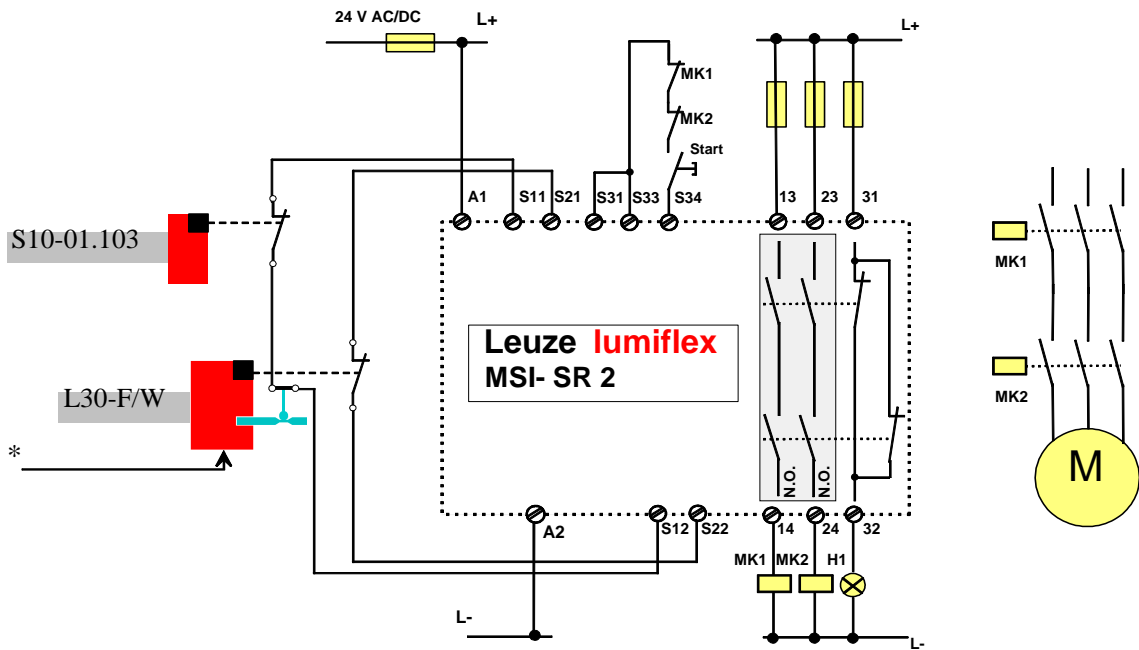 24 V AC/DC
L+
L+
MK1
MK2
Start
A1
S11
S21
S31
S33
S34
13
23
31
S10-01.103
MK1
Leuze lumiflex
MSI- SR 2
L30-F/W
MK2
*
M
N.O.
N.O.
A2
S12
S22
14
24
32
MK1
MK2
H1
L-
L-